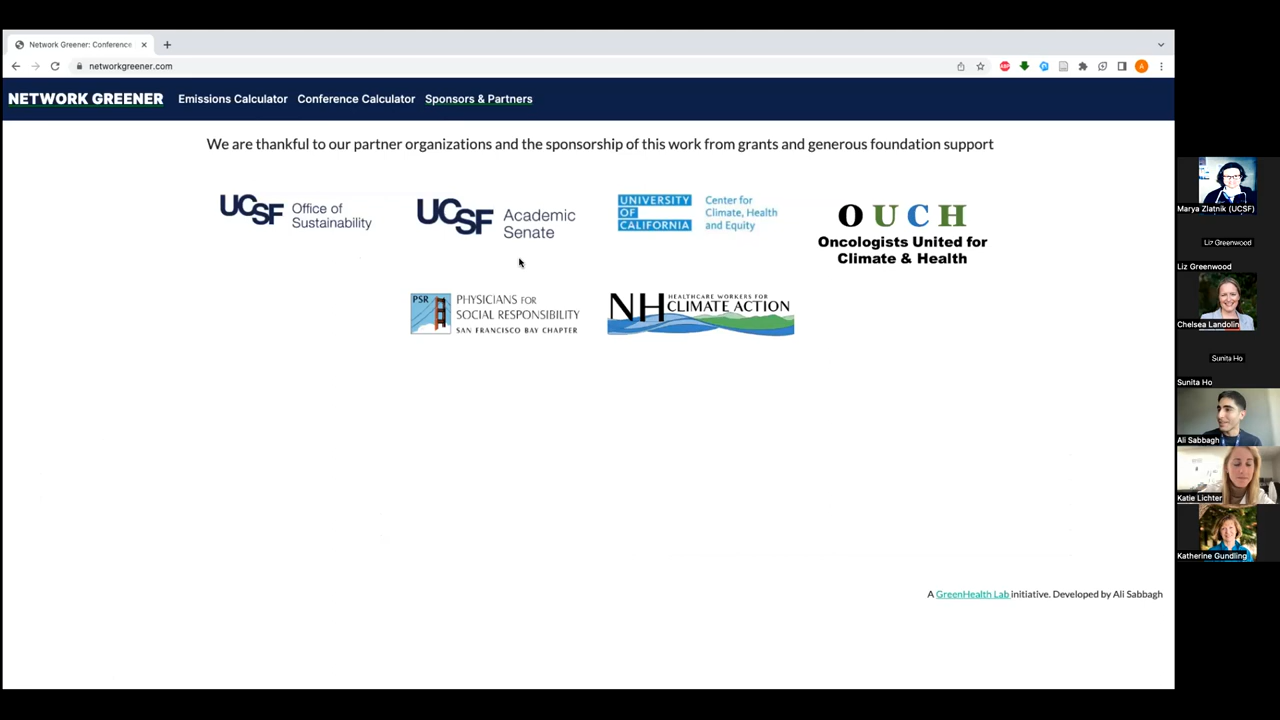 Network Greener: Conference
networkgreener.com
NETWORK GREENER Emissions Calculator Conference Calculator Sponsors & Partners
We are thankful to our partner organizations and the sponsorship of this work from grants and generous foundation support
UCSF Office of
Sustainability
UCSF Academic
Senate
UNIVERSITY
OF
CALIFORNIA
Center for
Climate, Health
and Equity
OUCH
Oncologists United for
Climate & Health
PSR
PHYSICIANS FOR
SOCIAL RESPONSIBILITY
SAN FRANCISCO BAY CHAPTER
NH
HEALTHCARE WORKERS FOR
CLIMATE ACTION
A GreenHealth Lab initiative. Developed by Ali Sabbagh
ABP
A
Marya Zlatnik (UCSF)
Liz Greenwood
Liz Greenwood
Chelsea Landolin
Sunita Ho
Sunita Ho
Ali Sabbagh
Katie Lichter
Katherine Gundling